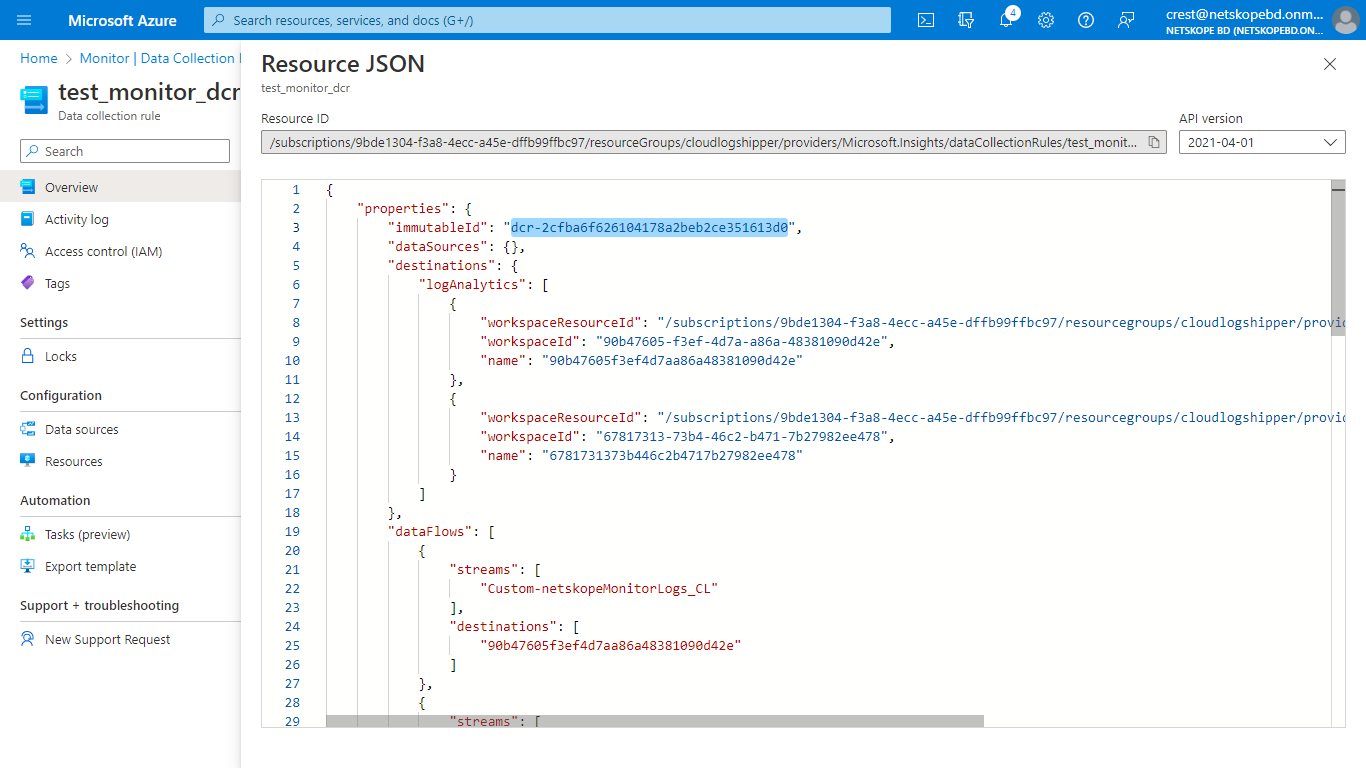 Microsoft Azure
Search resources, services, and docs (G+/)
4
crest@netskopebd.onm...
NETSKOPE BD (NETSKOPEBD.ON...
Home > Monitor | Data Collection
test_monitor_dcr
Data collection rule
Search
Overview
Activity log
Access control (IAM)
Tags
Settings
Locks
Configuration
Data sources
Resources
Automation
Tasks (preview)
Export template
Support + troubleshooting
New Support Request
Resource JSON
test_monitor_dcr
Resource ID
/subscriptions/9bde1304-f3a8-4ecc-a45e-dffb99ffbc97/resourceGroups/cloudlogshipper/providers/Microsoft.Insights/dataCollectionRules/test_monit...
API version
2021-04-01
1 {
2 "properties": {
3 "immutableId": "dcr-2cfba6f626104178a2beb2ce351613d0",
4 "dataSources": {},
5 "destinations": {
6 "logAnalytics": [
7 {
8 "workspaceResourceId": "/subscriptions/9bde1304-f3a8-4ecc-a45e-dffb99ffbc97/resourcegroups/cloudlogshipper/provid
9 "workspaceId": "90b47605-f3ef-4d7a-a86a-48381090d42e",
10 "name": "90b47605f3ef4d7aa86a48381090d42e"
11 },
12 {
13 "workspaceResourceId": "/subscriptions/9bde1304-f3a8-4ecc-a45e-dffb99ffbc97/resourcegroups/cloudlogshipper/provid
14 "workspaceId": "67817313-73b4-46c2-b471-7b27982ee478",
15 "name": "6781731373b446c2b4717b27982ee478"
16 }
17 ]
18 },
19 "dataFlows": [
20 {
21 "streams": [
22 "Custom-netskopeMonitorLogs_CL"
23 ],
24 "destinations": [
25 "90b47605f3ef4d7aa86a48381090d42e"
26 ]
27 },
28 {
29 "streams": [